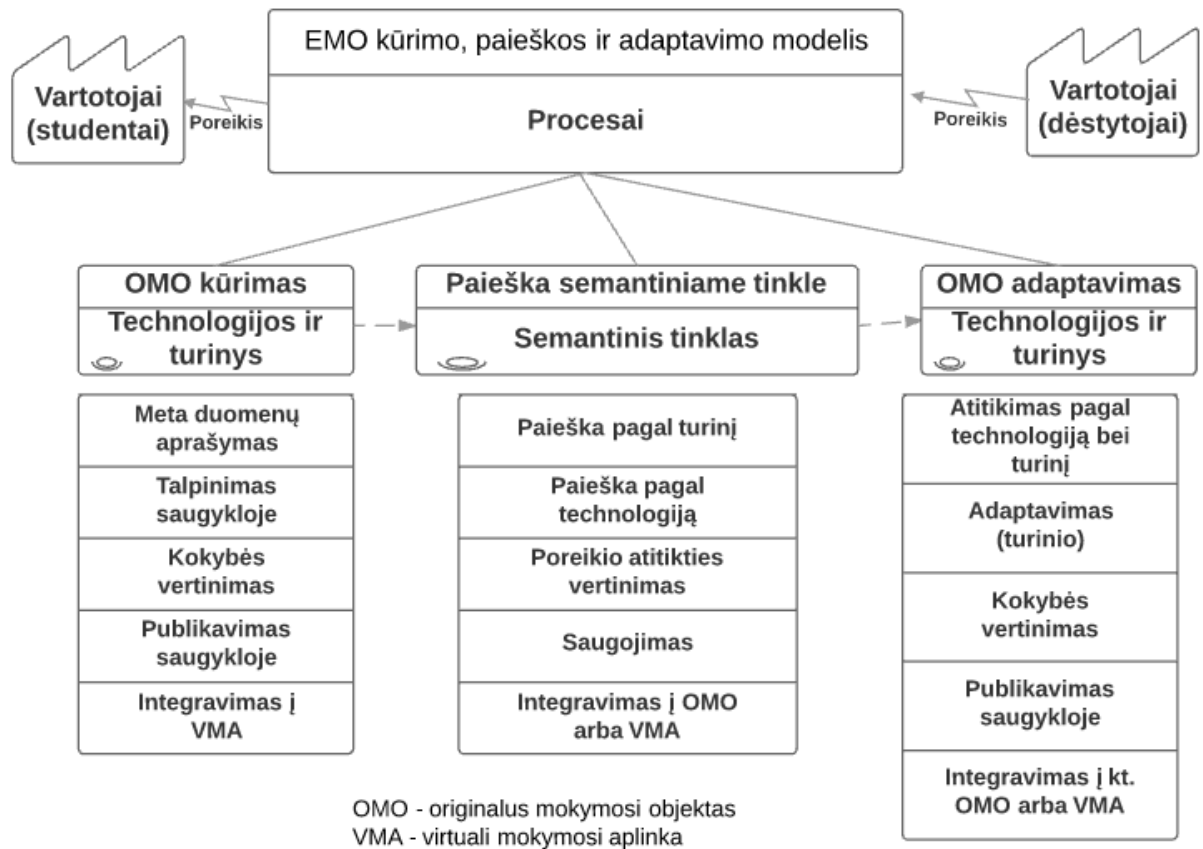 EMO kūrimo, paieškos ir adaptavimo modelis
Procesai
Vartotojai
(studentai)
Poreikis
Poreikis
Vartotojai
(dėstytojai)
OMO kūrimas
Technologijos ir
turinys
Meta duomenų
aprašymas
Talpinimas
saugykloje
Kokybės
vertinimas
Publikavimas
saugykloje
Integravimas į
VMA
Paieška semantiniame tinkle
Semantinis tinklas
Paieška pagal turinį
Paieška pagal
technologiją
Poreikio atitikties
vertinimas
Saugojimas
Integravimas į OMO
arba VMA
OMO adaptavimas
Technologijos ir
turinys
Atitikimas pagal
technologiją bei
turinį
Adaptavimas
(turinio)
Kokybės
vertinimas
Publikavimas
saugykloje
Integravimas į kt.
OMO arba VMA
OMO - originalus mokymosi objektas
VMA - virtuali mokymosi aplinka